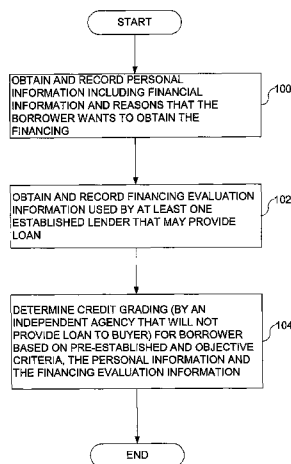 START
OBTAIN AND RECORD PERSONAL
INFORMATION INCLUDING FINANCIAL
INFORMATION AND REASONS THAT THE
BORROWER WANTS TO OBTAIN THE
FINANCING
100
OBTAIN AND RECORD FINANCING EVALUATION
INFORMATION USED BY AT LEAST ONE
ESTABLISHED LENDER THAT MAY PROVIDE
LOAN
102
DETERMINE CREDIT GRADING (BY AN
INDEPENDENT AGENCY THAT WILL NOT
PROVIDE LOAN TO BUYER) FOR BORROWER
BASED ON PRE-ESTABLISHED AND OBJECTIVE
CRITERIA, THE PERSONAL INFORMATION AND
THE FINANCING EVALUATION INFORMATION
104
END